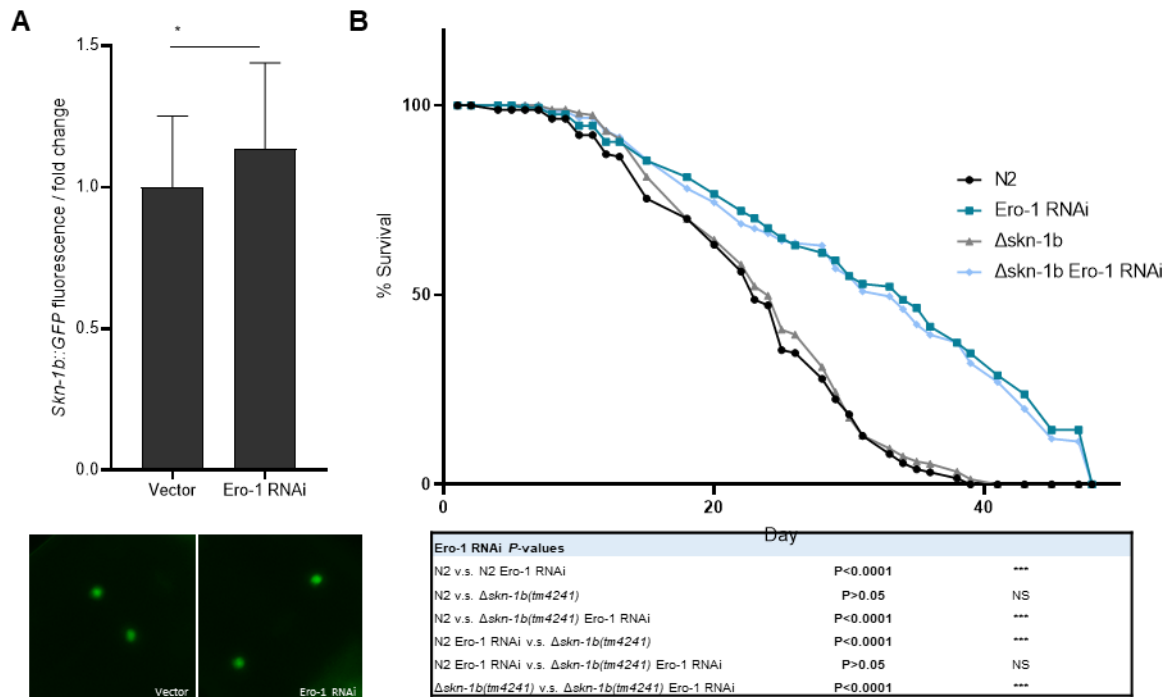 A
B
Skn-1b::GFP fluorescence / fold change
1.5
1.0
0.5
0.0
*
Vector
Ero-1 RNAi
Vector
Ero-1 RNAi
% Survival
100
50
0
0
20
40
Day
N2
Ero-1 RNAi
Δskn-1b
Δskn-1b Ero-1 RNAi
Ero-1 RNAi P-values
N2 v.s. N2 Ero-1 RNAi P<0.0001 ***
N2 v.s. Δskn-1b(tm4241) P>0.05 NS
N2 v.s. Δskn-1b(tm4241) Ero-1 RNAi P<0.0001 ***
N2 Ero-1 RNAi v.s. Δskn-1b(tm4241) P<0.0001 ***
N2 Ero-1 RNAi v.s. Δskn-1b(tm4241) Ero-1 RNAi P>0.05 NS
Δskn-1b(tm4241) v.s. Δskn-1b(tm4241) Ero-1 RNAi P<0.0001 ***